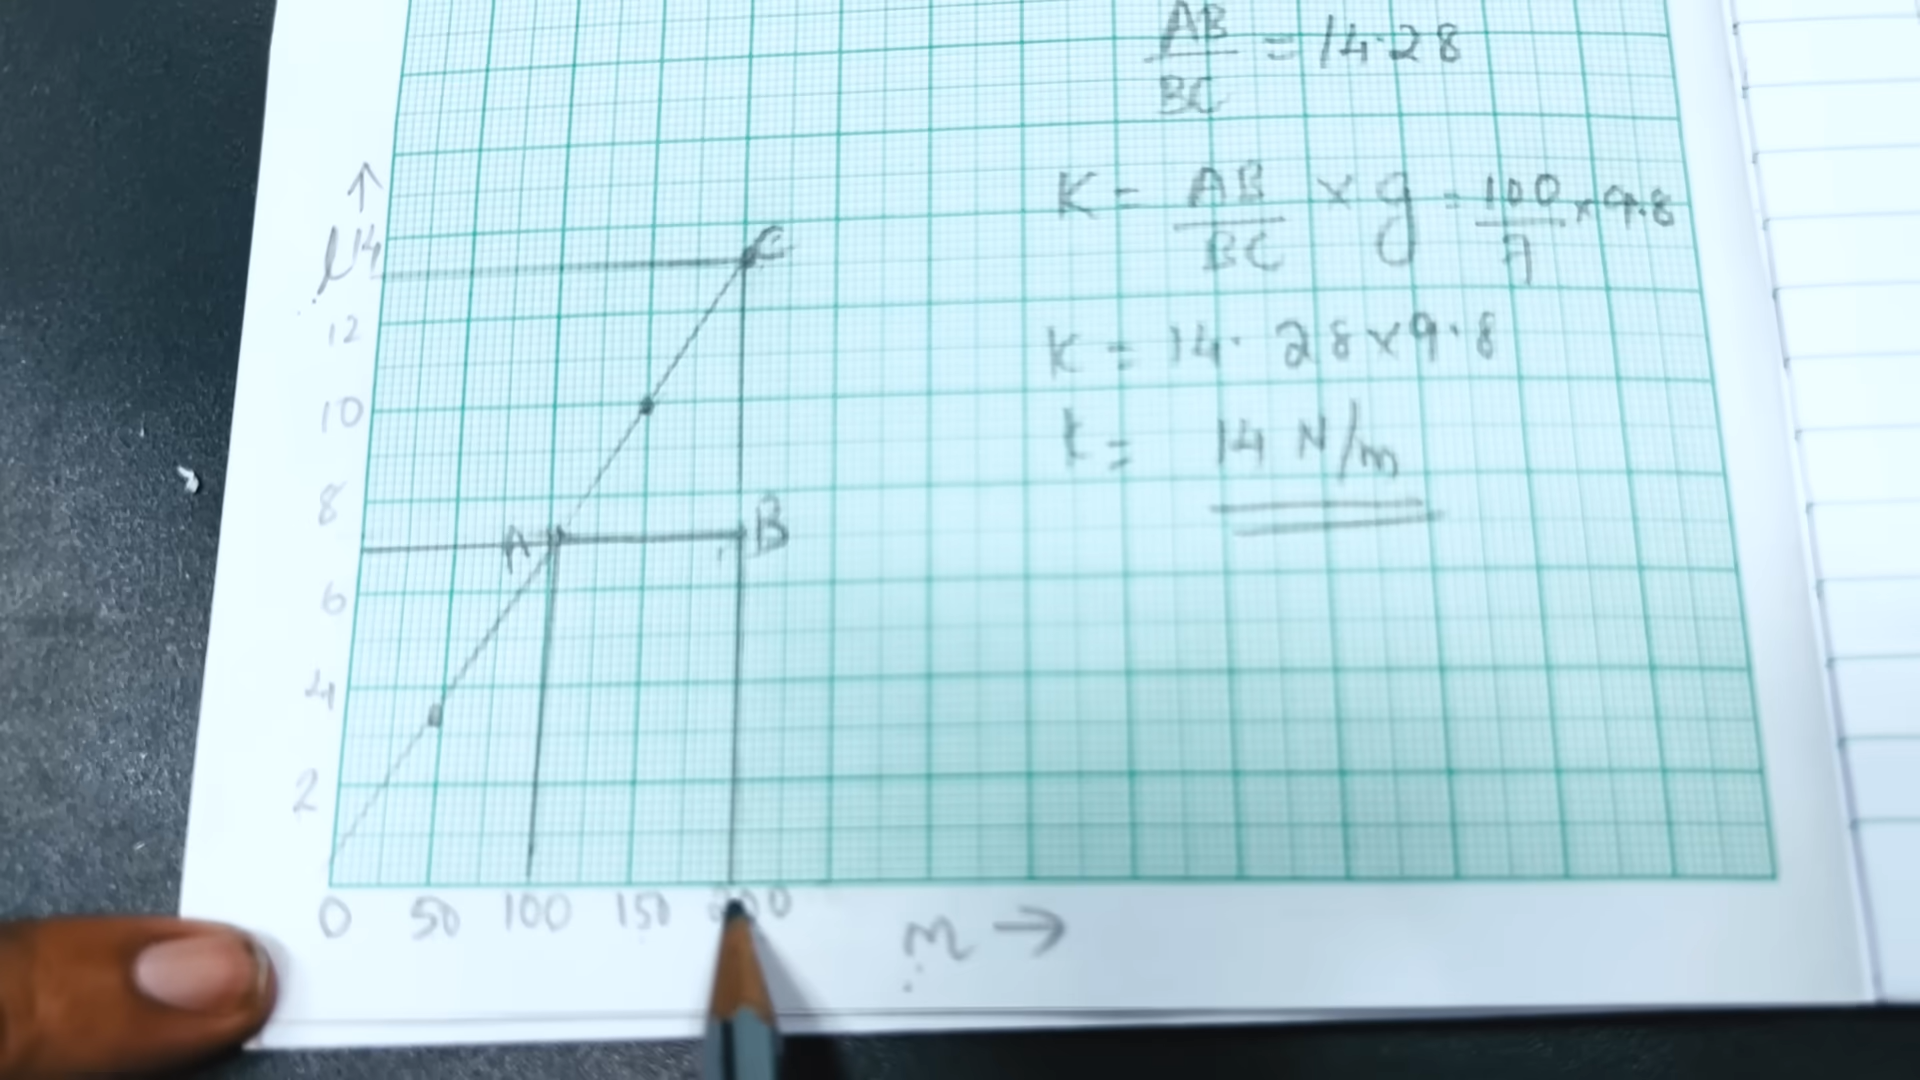 AB
— = 14.28
BC
K = AB/BC × g = 100/7 × 9.8
K = 14.28×9.8
k = 14 N/m
↑
l
14
C
12
10
8
A B
6
4
2
0 50 100 150 200
m →